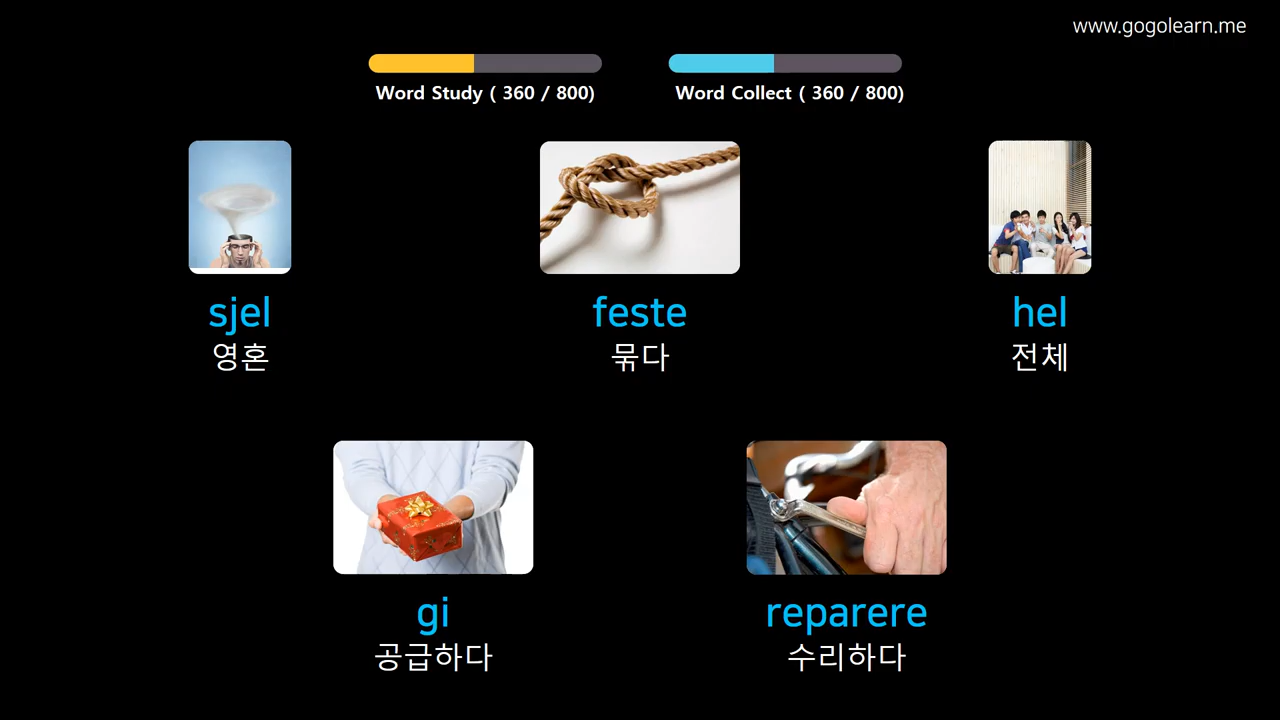 www.gogolearn.me
Word Study ( 360 / 800)
Word Collect ( 360 / 800)
sjel
영혼
feste
묶다
hel
전체
gi
공급하다
reparere
수리하다